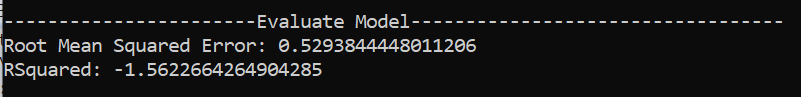 -----------------------Evaluate Model----------------------------------
Root Mean Squared Error: 0.5293844448011206
RSquared: -1.5622664264904285